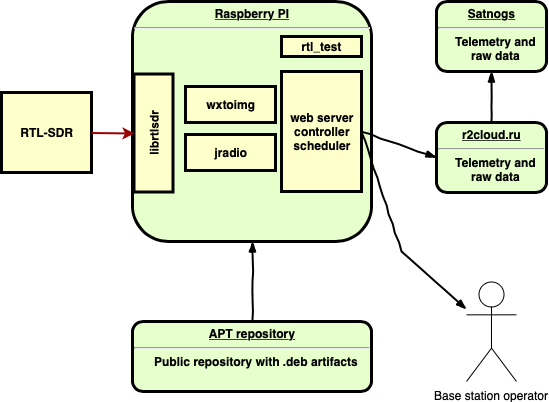 Raspberry PI
rtl_test
RTL-SDR
librtlsdr
wxtoimg
jradio
web server
controller
scheduler
Satnogs
Telemetry and
raw data
r2cloud.ru
Telemetry and
raw data
APT repository
Public repository with .deb artifacts
Base station operator